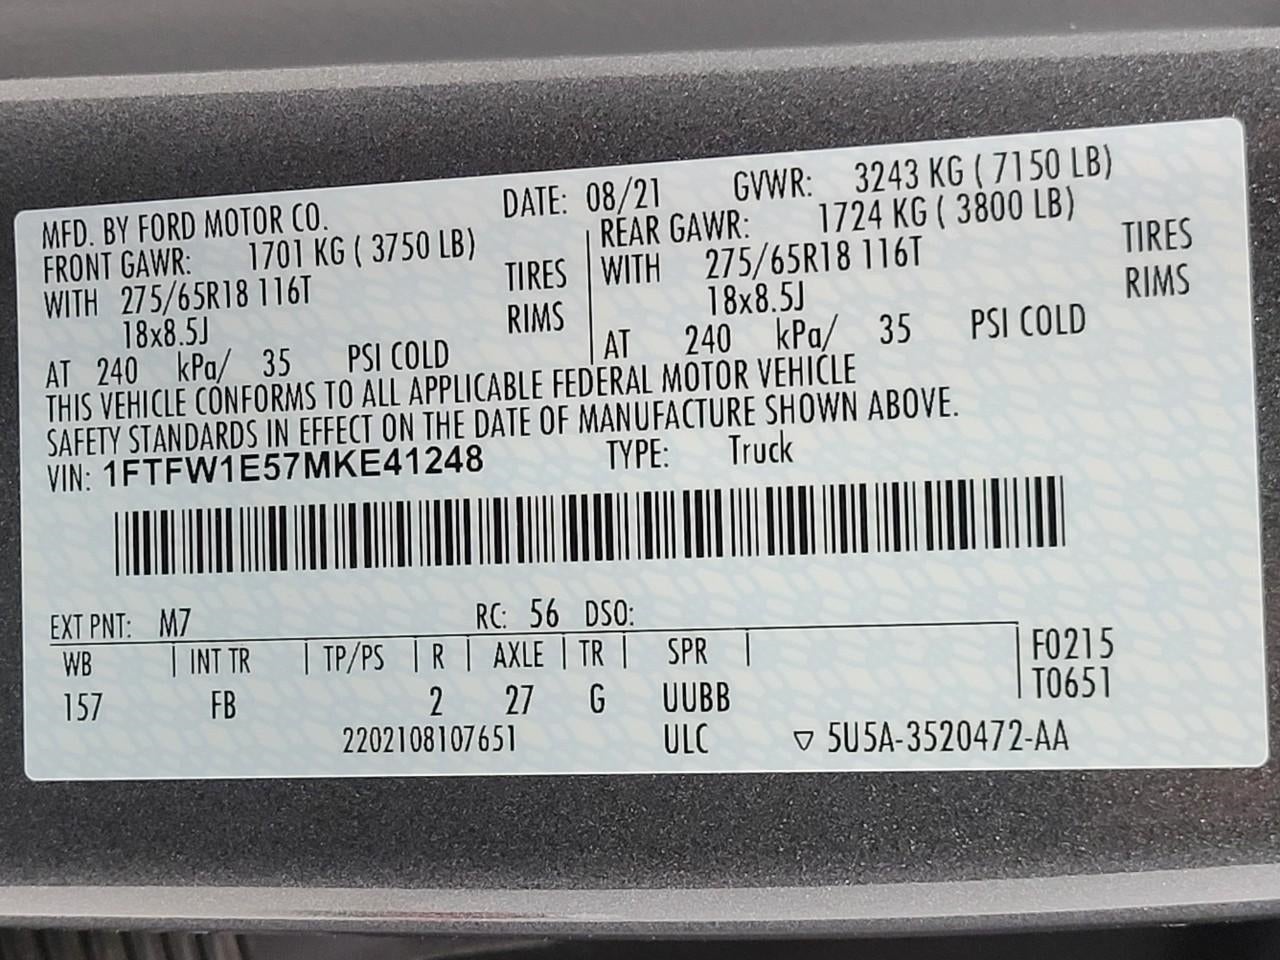 MFD. BY FORD MOTOR CO. DATE: 08/21 GVWR: 3243 KG ( 7150 LB)
FRONT GAWR: 1701 KG ( 3750 LB) REAR GAWR: 1724 KG ( 3800 LB)
WITH 275/65R18 116T TIRES WITH 275/65R18 116T TIRES
18x8.5J RIMS 18x8.5J RIMS
AT 240 kPa/ 35 PSI COLD AT 240 kPa/ 35 PSI COLD
THIS VEHICLE CONFORMS TO ALL APPLICABLE FEDERAL MOTOR VEHICLE
SAFETY STANDARDS IN EFFECT ON THE DATE OF MANUFACTURE SHOWN ABOVE.
VIN: 1FTFW1E57MKE41248 TYPE: Truck
EXT PNT: M7 RC: 56 DSO:
WB INT TR TP/PS R AXLE TR SPR F0215
157 FB 2 27 G UUBB T0651
2202108107651 ULC ▽ 5U5A-3520472-AA